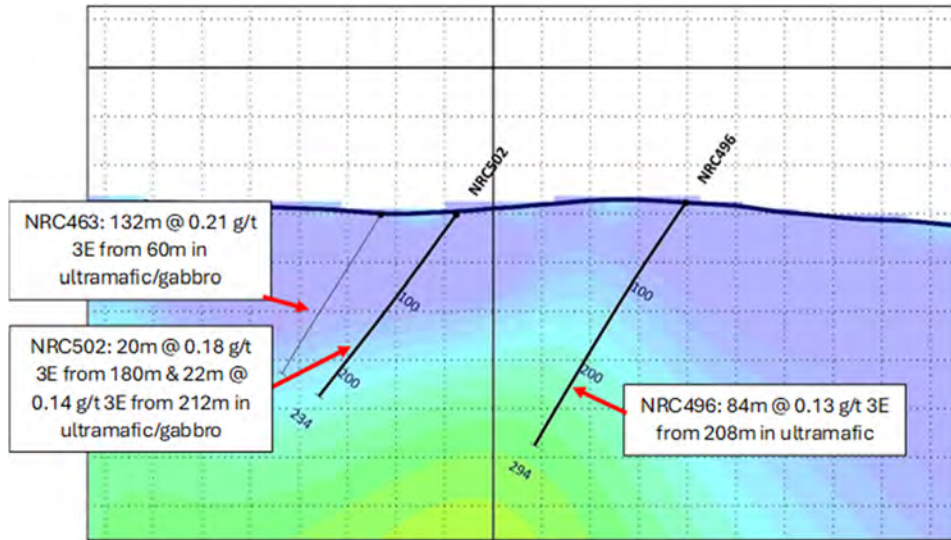 NRC502
NRC496
NRC463: 132m @ 0.21 g/t
3E from 60m in
ultramafic/gabbro
100
100
NRC502: 20m @ 0.18 g/t
3E from 180m & 22m @
0.14 g/t 3E from 212m in
ultramafic/gabbro
200
234
200
NRC496: 84m @ 0.13 g/t 3E
from 208m in ultramafic
294